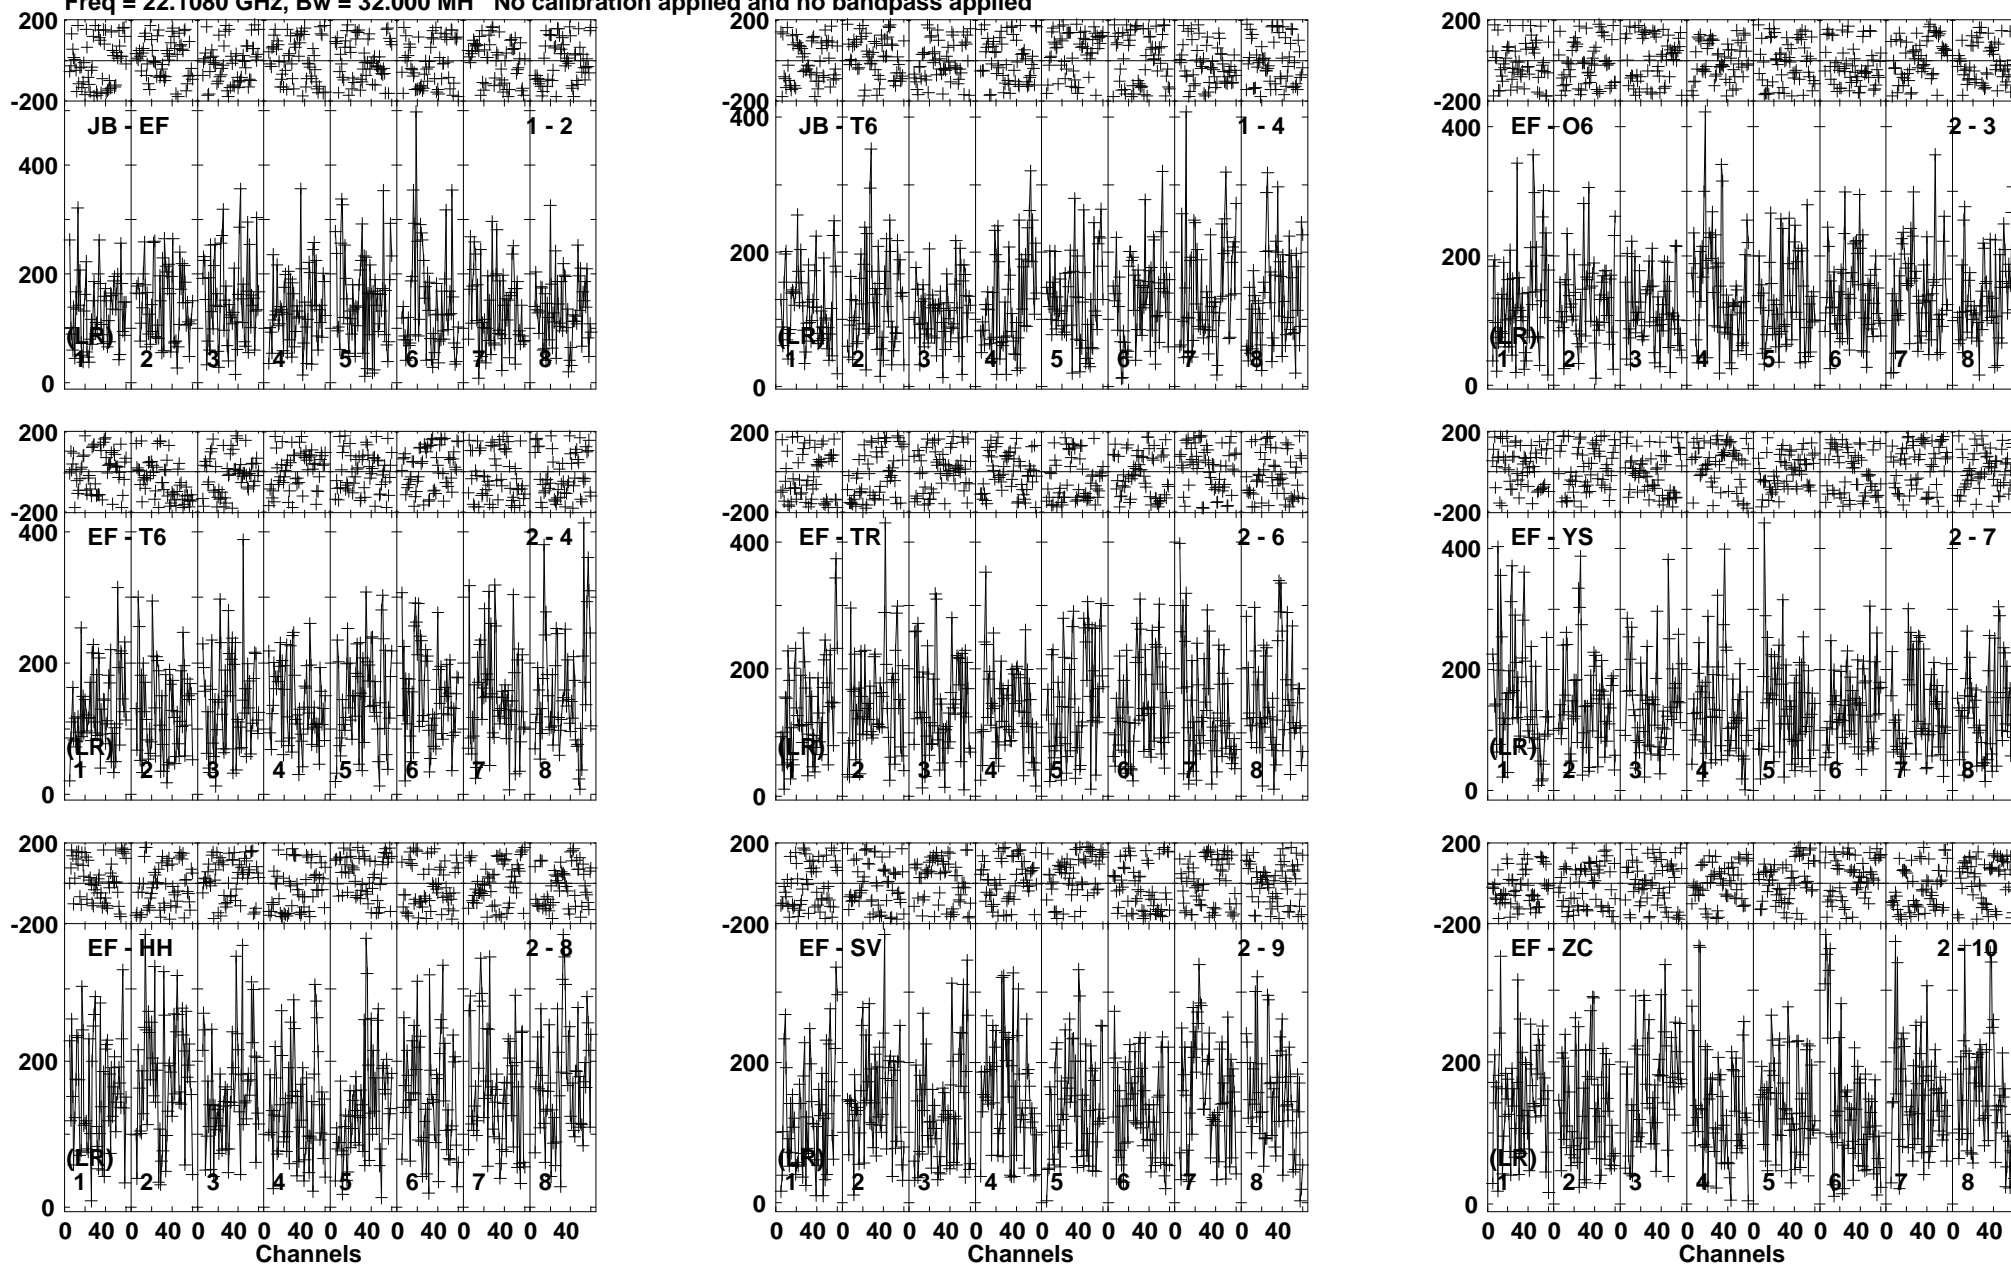 Freq = 22.1080 GHz, Bw = 32.000 MH No calibration applied and no bandpass applied
200 200 200
-200 -200 -200
JB - EF 1 - 2 JB - T6 1 - 4 EF - O6 2 - 3
400 400 400
200 200 200
(LR) (LR) (LR)
1 2 3 4 5 6 7 8 1 2 3 4 5 6 7 8 1 2 3 4 5 6 7 8
0 0 0
200 200 200
-200 -200 -200
EF - T6 2 - 4 EF - TR 2 - 6 EF - YS 2 - 7
400 400 400
200 200 200
(LR) (LR) (LR)
1 2 3 4 5 6 7 8 1 2 3 4 5 6 7 8 1 2 3 4 5 6 7 8
0 0 0
200 200 200
-200 -200 -200
EF - HH 2 - 8 EF - SV 2 - 9 EF - ZC 2 - 10
200 200 200
(LR) (LR) (LR)
1 2 3 4 5 6 7 8 1 2 3 4 5 6 7 8 1 2 3 4 5 6 7 8
0 0 0
0 40 0 40 0 40 0 40 0 40 0 40 0 40 0 40 0 40 0 40 0 40 0 40 0 40 0 40 0 40 0 40 0 40 0 40 0 40 0 40 0 40 0 40 0 40 0 40
Channels Channels Channels